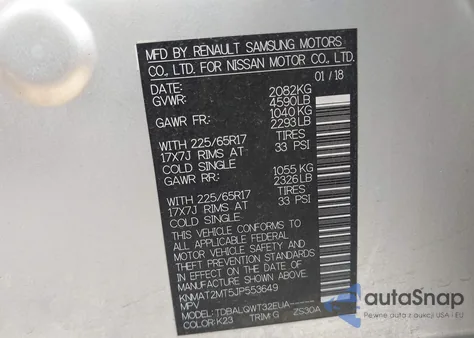 MFD BY RENAULT SAMSUNG MOTORS
CO., LTD. FOR NISSAN MOTOR CO., LTD.
DATE: 01 / 18
GVWR: 2082KG
4590LB
GAWR FR: 1040KG
2293LB
WITH 225/65R17 TIRES
17X7J RIMS AT 33 PSI
COLD SINGLE
GAWR RR: 1055KG
2326LB
WITH 225/65R17 TIRES
17X7J RIMS AT 33 PSI
COLD SINGLE
THIS VEHICLE CONFORMS TO
ALL APPLICABLE FEDERAL
MOTOR VEHICLE SAFETY AND
THEFT PREVENTION STANDARDS
IN EFFECT ON THE DATE OF
MANUFACTURE SHOWN ABOVE.
KNMAT2MT5JP553649
MPV
MODEL:TDBALQWT32EUA
COLOR:K23 TRIM:G ZS30A
autoSnap
Pewne auta z USA